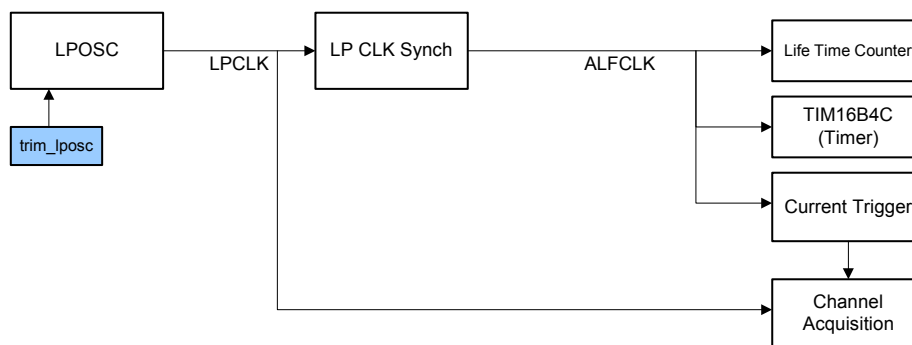 LPOSC
LPCLK
LP CLK Synch
ALFCLK
Life Time Counter
trim_lposc
TIM16B4C
(Timer)
Current Trigger
Channel
Acquisition